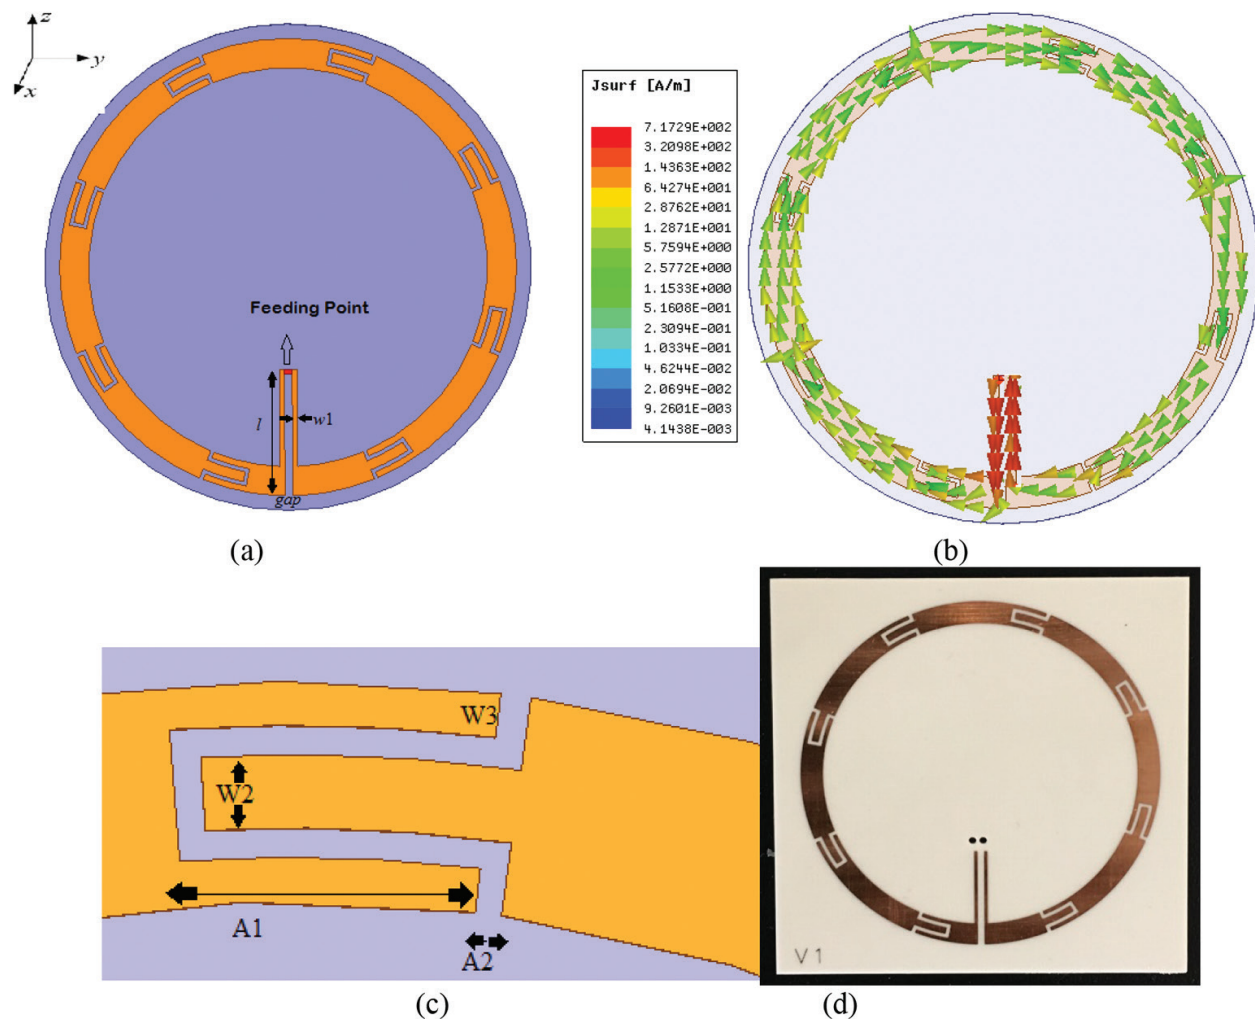 z
y
x
Feeding Point
l
w1
gap
(a)
Jsurf [A/m]
7.1729E+002
3.2098E+002
1.4363E+002
6.4274E+001
2.8762E+001
1.2871E+001
5.7594E+000
2.5772E+000
1.1533E+000
5.1608E-001
2.3094E-001
1.0334E-001
4.6244E-002
2.0694E-002
9.2601E-003
4.1438E-003
(b)
W3
W2
A1
A2
(c)
V1
(d)